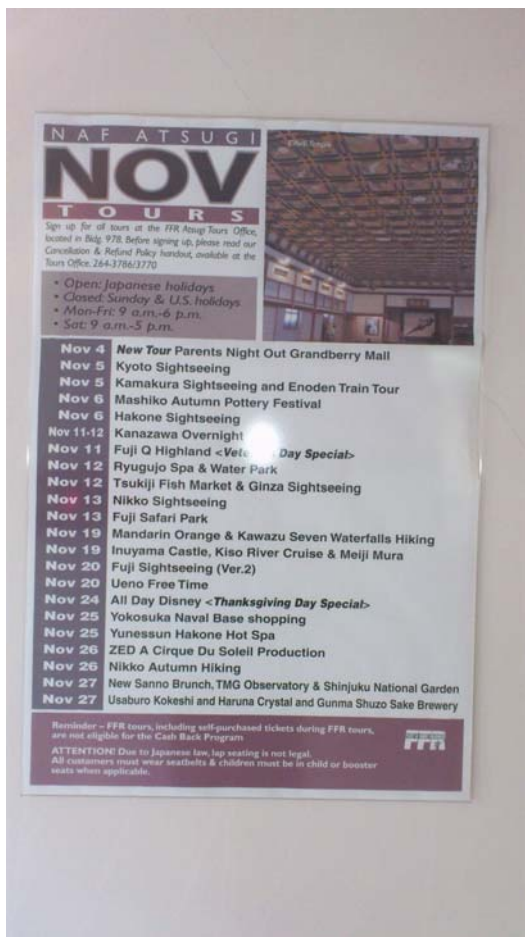 NAF ATSUGI
NOV
TOURS
Sign up for all tours at the FFR Atsugi Tours Office,
located in Bldg. 978. Before signing up, please read our
Cancellation & Refund Policy handout, available at the
Tours Office. 264-3786/3770
• Open: Japanese holidays
• Closed: Sunday & U.S. holidays
• Mon-Fri: 9 a.m.-6 p.m.
• Sat: 9 a.m.-5 p.m.
Nov 4 New Tour Parents Night Out Grandberry Mall
Nov 5 Kyoto Sightseeing
Nov 5 Kamakura Sightseeing and Enoden Train Tour
Nov 6 Mashiko Autumn Pottery Festival
Nov 6 Hakone Sightseeing
Nov 11-12 Kanazawa Overnight
Nov 11 Fuji Q Highland <Veterans Day Special>
Nov 12 Ryugujo Spa & Water Park
Nov 12 Tsukiji Fish Market & Ginza Sightseeing
Nov 13 Nikko Sightseeing
Nov 13 Fuji Safari Park
Nov 19 Mandarin Orange & Kawazu Seven Waterfalls Hiking
Nov 19 Inuyama Castle, Kiso River Cruise & Meiji Mura
Nov 20 Fuji Sightseeing (Ver.2)
Nov 20 Ueno Free Time
Nov 24 All Day Disney <Thanksgiving Day Special>
Nov 25 Yokosuka Naval Base shopping
Nov 25 Yunessun Hakone Hot Spa
Nov 26 ZED A Cirque Du Soleil Production
Nov 26 Nikko Autumn Hiking
Nov 27 New Sanno Brunch, TMG Observatory & Shinjuku National Garden
Nov 27 Usaburo Kokeshi and Haruna Crystal and Gunma Shuzo Sake Brewery
Reminder – FFR tours, including self-purchased tickets during FFR tours,
are not eligible for the Cash Back Program
ATTENTION! Due to Japanese law, lap seating is not legal.
All customers must wear seatbelts & children must be in child or booster
seats when applicable.
FFR